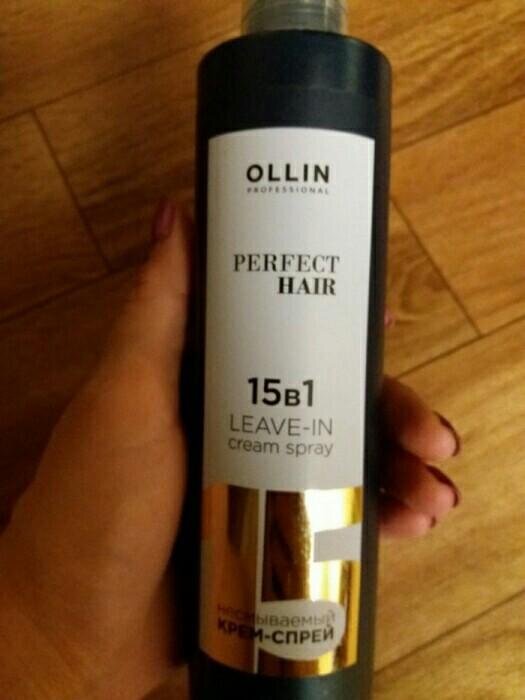 OLLIN
PROFESSIONAL
PERFECT
HAIR
15в1
LEAVE-IN
cream spray
несмываемый
КРЕМ-СПРЕЙ